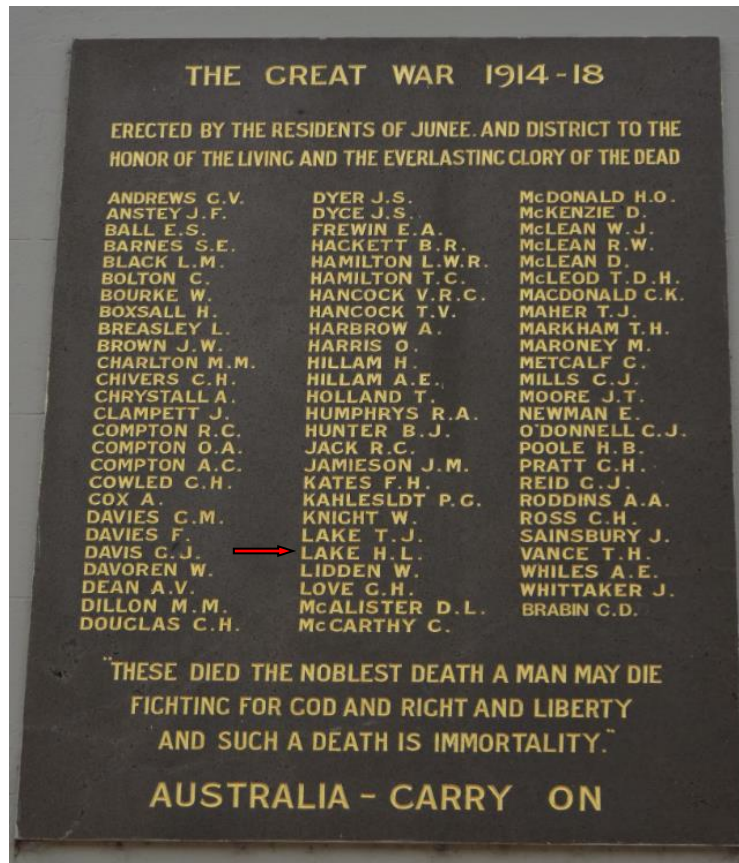 THE GREAT WAR 1914-18
ERECTED BY THE RESIDENTS OF JUNEE. AND DISTRICT TO THE
HONOR OF THE LIVING AND THE EVERLASTING GLORY OF THE DEAD
ANDREWS G.V.
ANSTEY J.F.
BALL E.S.
BARNES S.E.
BLACK L.M.
BOLTON C.
BOURKE W.
BOXSALL H.
BREASLEY L.
BROWN J.W.
CHARLTON M.M.
CHIVERS C.H.
CHRYSTALL A.
CLAMPETT J.
COMPTON R.C.
COMPTON O.A.
COMPTON A.C.
COWLED G.H.
COX A.
DAVIES G.M.
DAVIES F.
DAVIS G.J.
DAVOREN W.
DEAN A.V.
DILLON M.M.
DOUGLAS C.H.
DYER J.S.
DYCE J.S.
FREWIN E.A.
HACKETT B.R.
HAMILTON L.W.R.
HAMILTON T.C.
HANCOCK V.R.C.
HANCOCK T.V.
HARBROW A.
HARRIS O.
HILLAM H.
HILLAM A.E.
HOLLAND T.
HUMPHRYS R.A.
HUNTER B.J.
JACK R.C.
JAMIESON J.M.
KATES F.H.
KAHLESLDT P.G.
KNIGHT W.
LAKE T.J.
LAKE H.L.
LIDDEN W.
LOVE G.H.
McALISTER D.L.
McCARTHY C.
McDONALD H.O.
McKENZIE D.
McLEAN W.J.
McLEAN R.W.
McLEAN D.
McLEOD T.D.H.
MACDONALD C.K.
MAHER T.J.
MARKHAM T.H.
MARONEY M.
METCALF C.
MILLS C.J.
MOORE J.T.
NEWMAN E.
O'DONNELL C.J.
POOLE H.B.
PRATT C.H.
REID G.J.
RODDINS A.A.
ROSS C.H.
SAINSBURY J.
VANCE T.H.
WHILES A.E.
WHITTAKER J.
BRABIN C.D.
"THESE DIED THE NOBLEST DEATH A MAN MAY DIE
FIGHTING FOR GOD AND RIGHT AND LIBERTY
AND SUCH A DEATH IS IMMORTALITY."
AUSTRALIA - CARRY ON